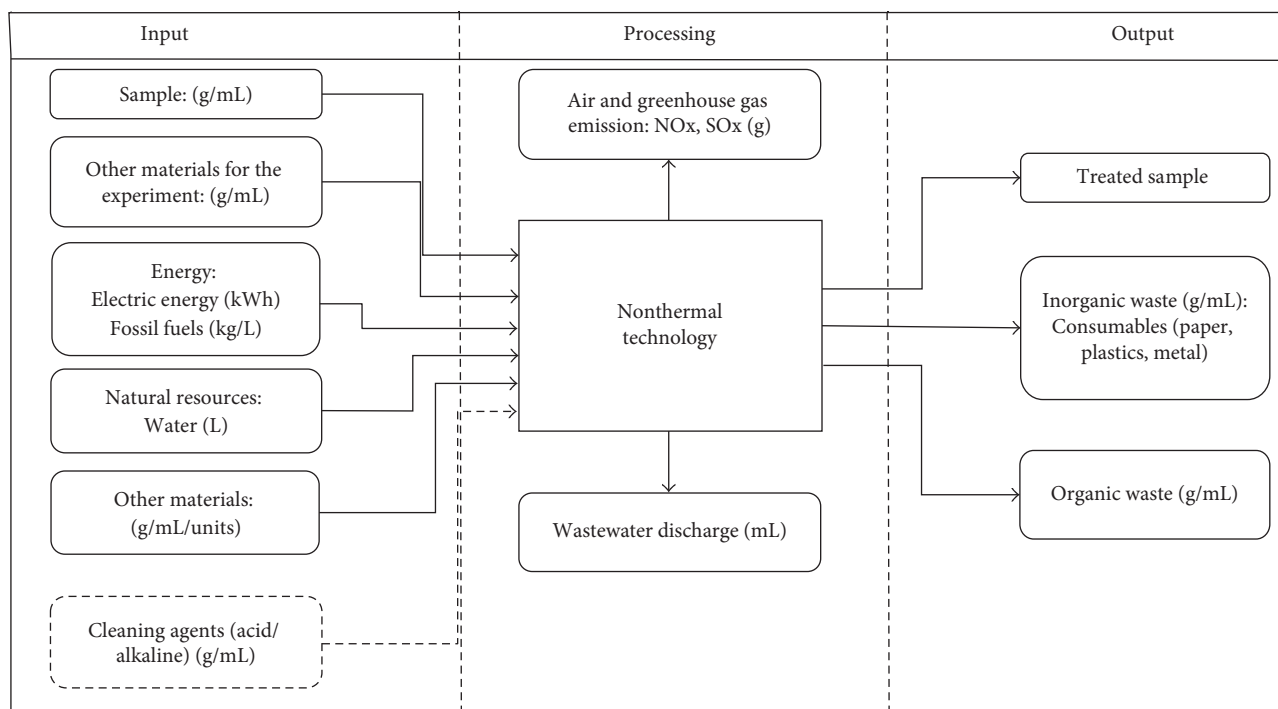 Input
Processing
Output
Sample: (g/mL)
Other materials for the
experiment: (g/mL)
Energy:
Electric energy (kWh)
Fossil fuels (kg/L)
Natural resources:
Water (L)
Other materials:
(g/mL/units)
Cleaning agents (acid/
alkaline) (g/mL)
Air and greenhouse gas
emission: NOx, SOx (g)
Nonthermal
technology
Wastewater discharge (mL)
Treated sample
Inorganic waste (g/mL):
Consumables (paper,
plastics, metal)
Organic waste (g/mL)